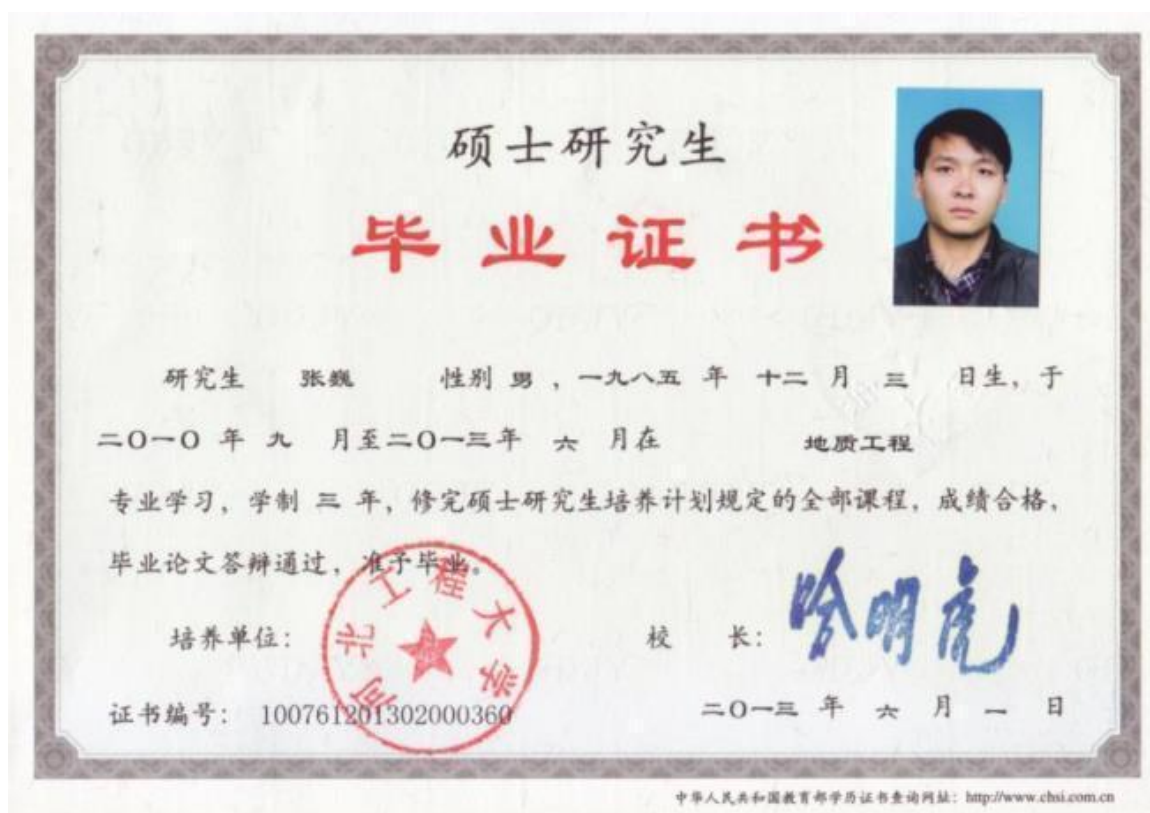 硕士研究生
毕业证书
研究生 张巍 性别 男 ，一九八五 年 十二 月 三 日生，于
二〇一〇 年 九 月至二〇一三年 六 月在 地质工程
专业学习，学制 三 年，修完硕士研究生培养计划规定的全部课程，成绩合格，
毕业论文答辩通过，准予毕业。
培养单位：
河北工程大学
校 长：
哈明虎
证书编号： 100761201302000360
二〇一三 年 六 月 一 日
中华人民共和国教育部学历证书查询网址：http://www.chsi.com.cn